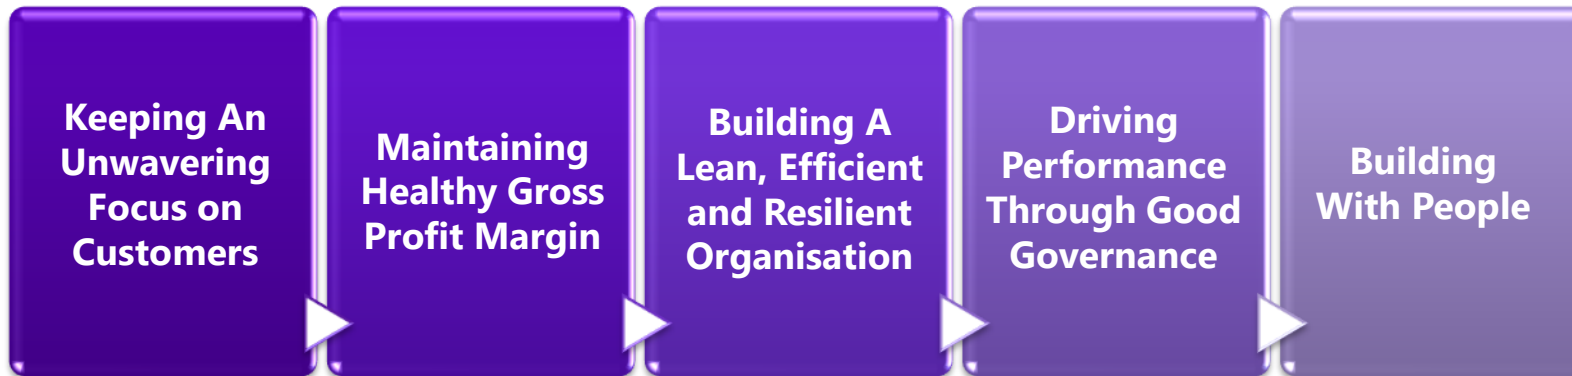 Keeping An
Unwavering
Focus on
Customers
Maintaining
Healthy Gross
Profit Margin
Building A
Lean, Efficient
and Resilient
Organisation
Driving
Performance
Through Good
Governance
Building
With People